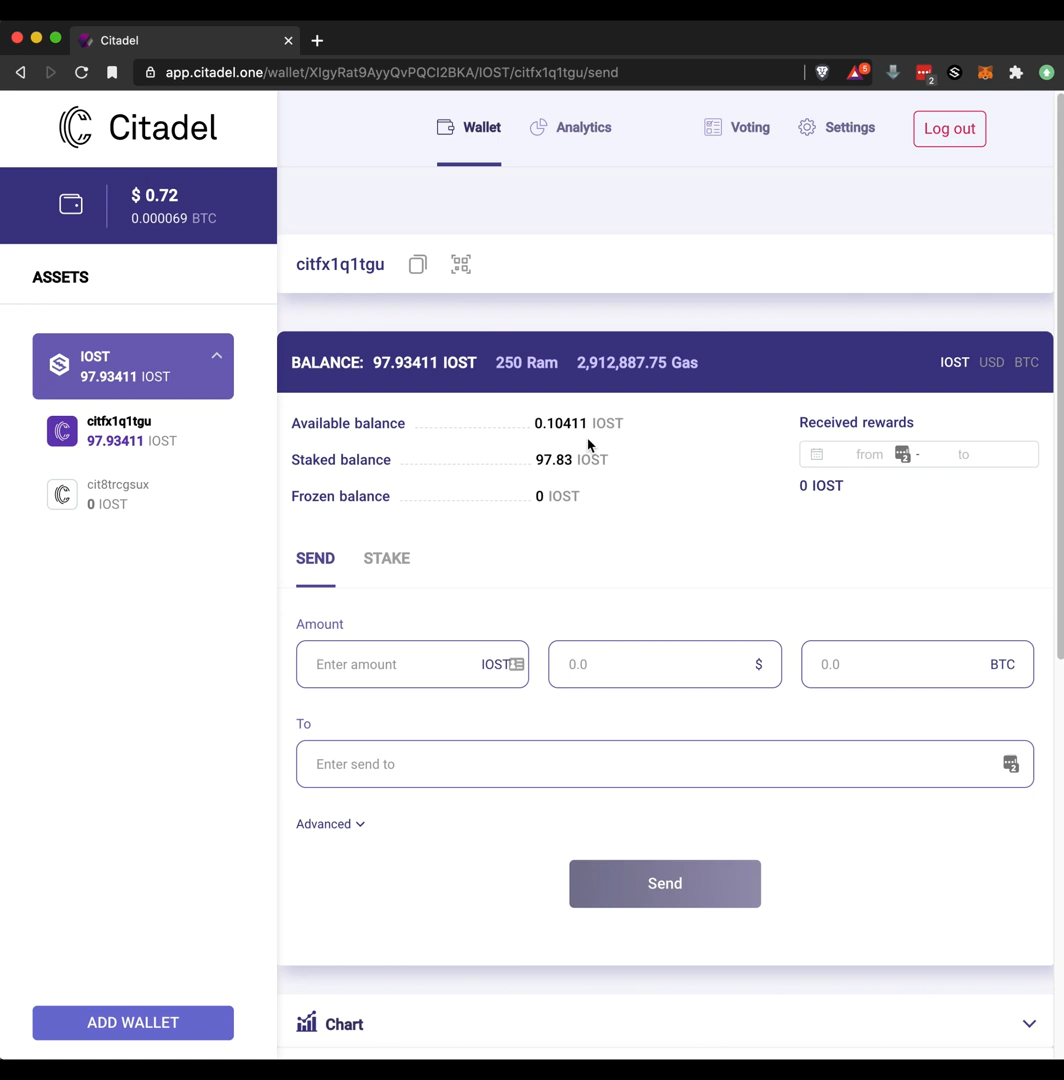 Citadel
app.citadel.one/wallet/XIgyRat9AyyQvPQCI2BKA/IOST/citfx1q1tgu/send
5
2
Citadel
Wallet
Analytics
Voting
Settings
Log out
$ 0.72
0.000069 BTC
ASSETS
IOST
97.93411 IOST
citfx1q1tgu
97.93411 IOST
cit8trcgsux
0 IOST
ADD WALLET
citfx1q1tgu
BALANCE: 97.93411 IOST 250 Ram 2,912,887.75 Gas
IOST USD BTC
Available balance 0.10411 IOST
Staked balance 97.83 IOST
Frozen balance 0 IOST
Received rewards
from 2 - to
0 IOST
SEND STAKE
Amount
Enter amount IOST
0.0 $
0.0 BTC
To
Enter send to 2
Advanced
Send
Chart